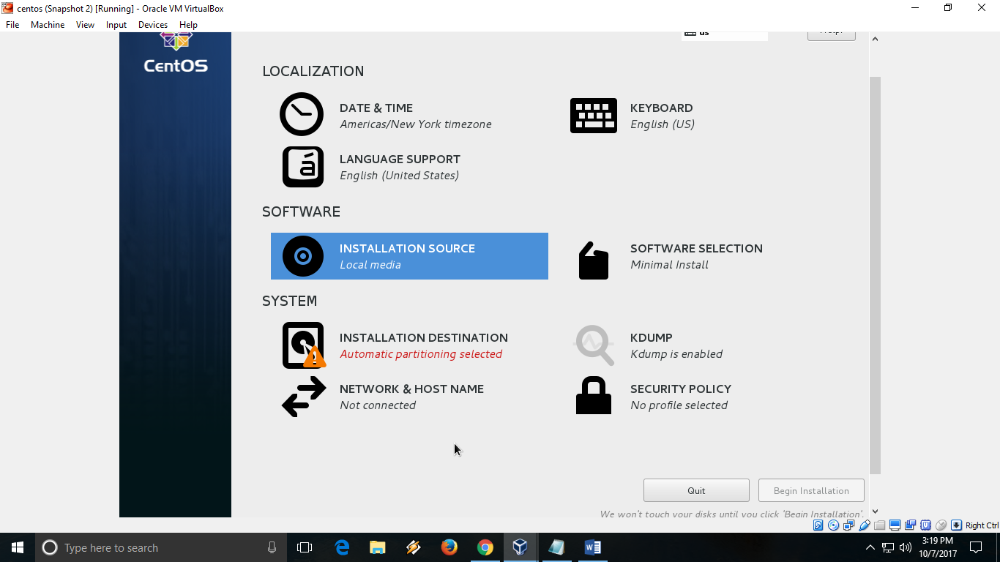 centos (Snapshot 2) [Running] - Oracle VM VirtualBox
File Machine View Input Devices Help
us Help!
CentOS
LOCALIZATION
DATE & TIME
Americas/New York timezone
KEYBOARD
English (US)
LANGUAGE SUPPORT
English (United States)
SOFTWARE
INSTALLATION SOURCE
Local media
SOFTWARE SELECTION
Minimal Install
SYSTEM
INSTALLATION DESTINATION
Automatic partitioning selected
KDUMP
Kdump is enabled
NETWORK & HOST NAME
Not connected
SECURITY POLICY
No profile selected
Quit Begin Installation
We won't touch your disks until you click 'Begin Installation'.
Right Ctrl
Type here to search
3:19 PM
10/7/2017